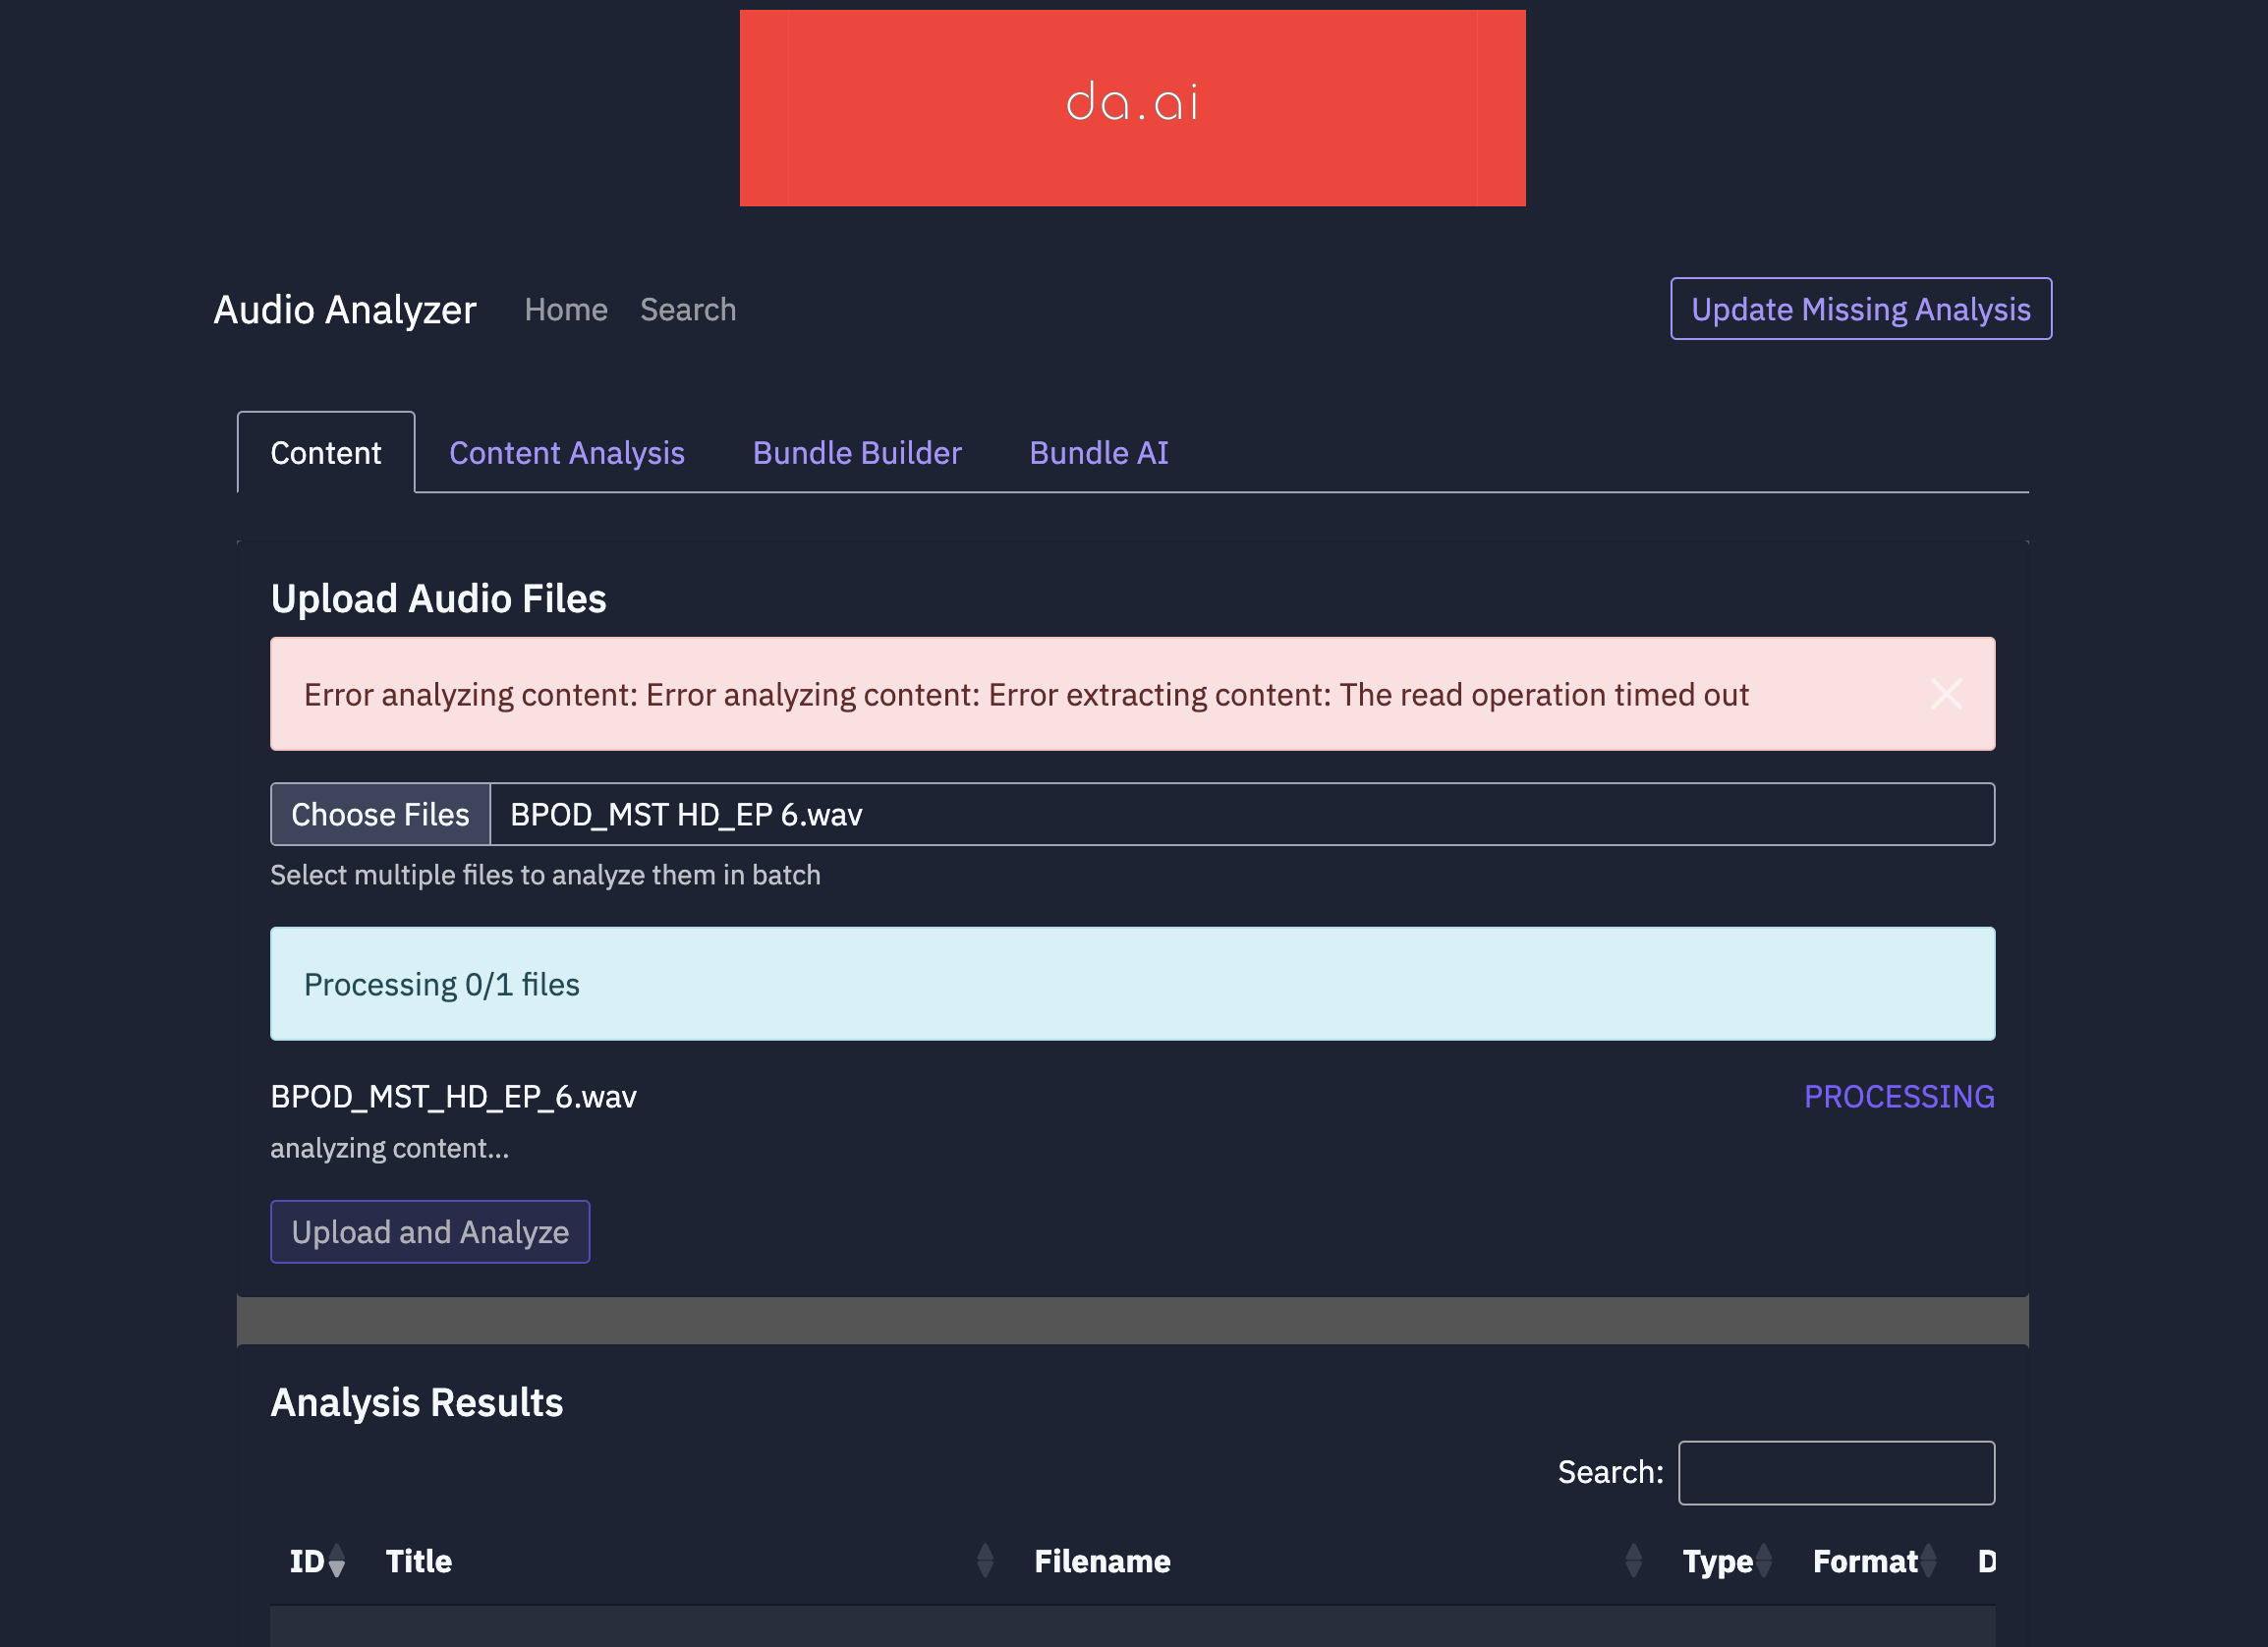 da.ai
Audio Analyzer Home Search Update Missing Analysis
Content Content Analysis Bundle Builder Bundle AI
Upload Audio Files
Error analyzing content: Error analyzing content: Error extracting content: The read operation timed out
Choose Files BPOD_MST HD_EP 6.wav
Select multiple files to analyze them in batch
Processing 0/1 files
BPOD_MST_HD_EP_6.wav PROCESSING
analyzing content...
Upload and Analyze
Analysis Results
Search:
ID Title Filename Type Format